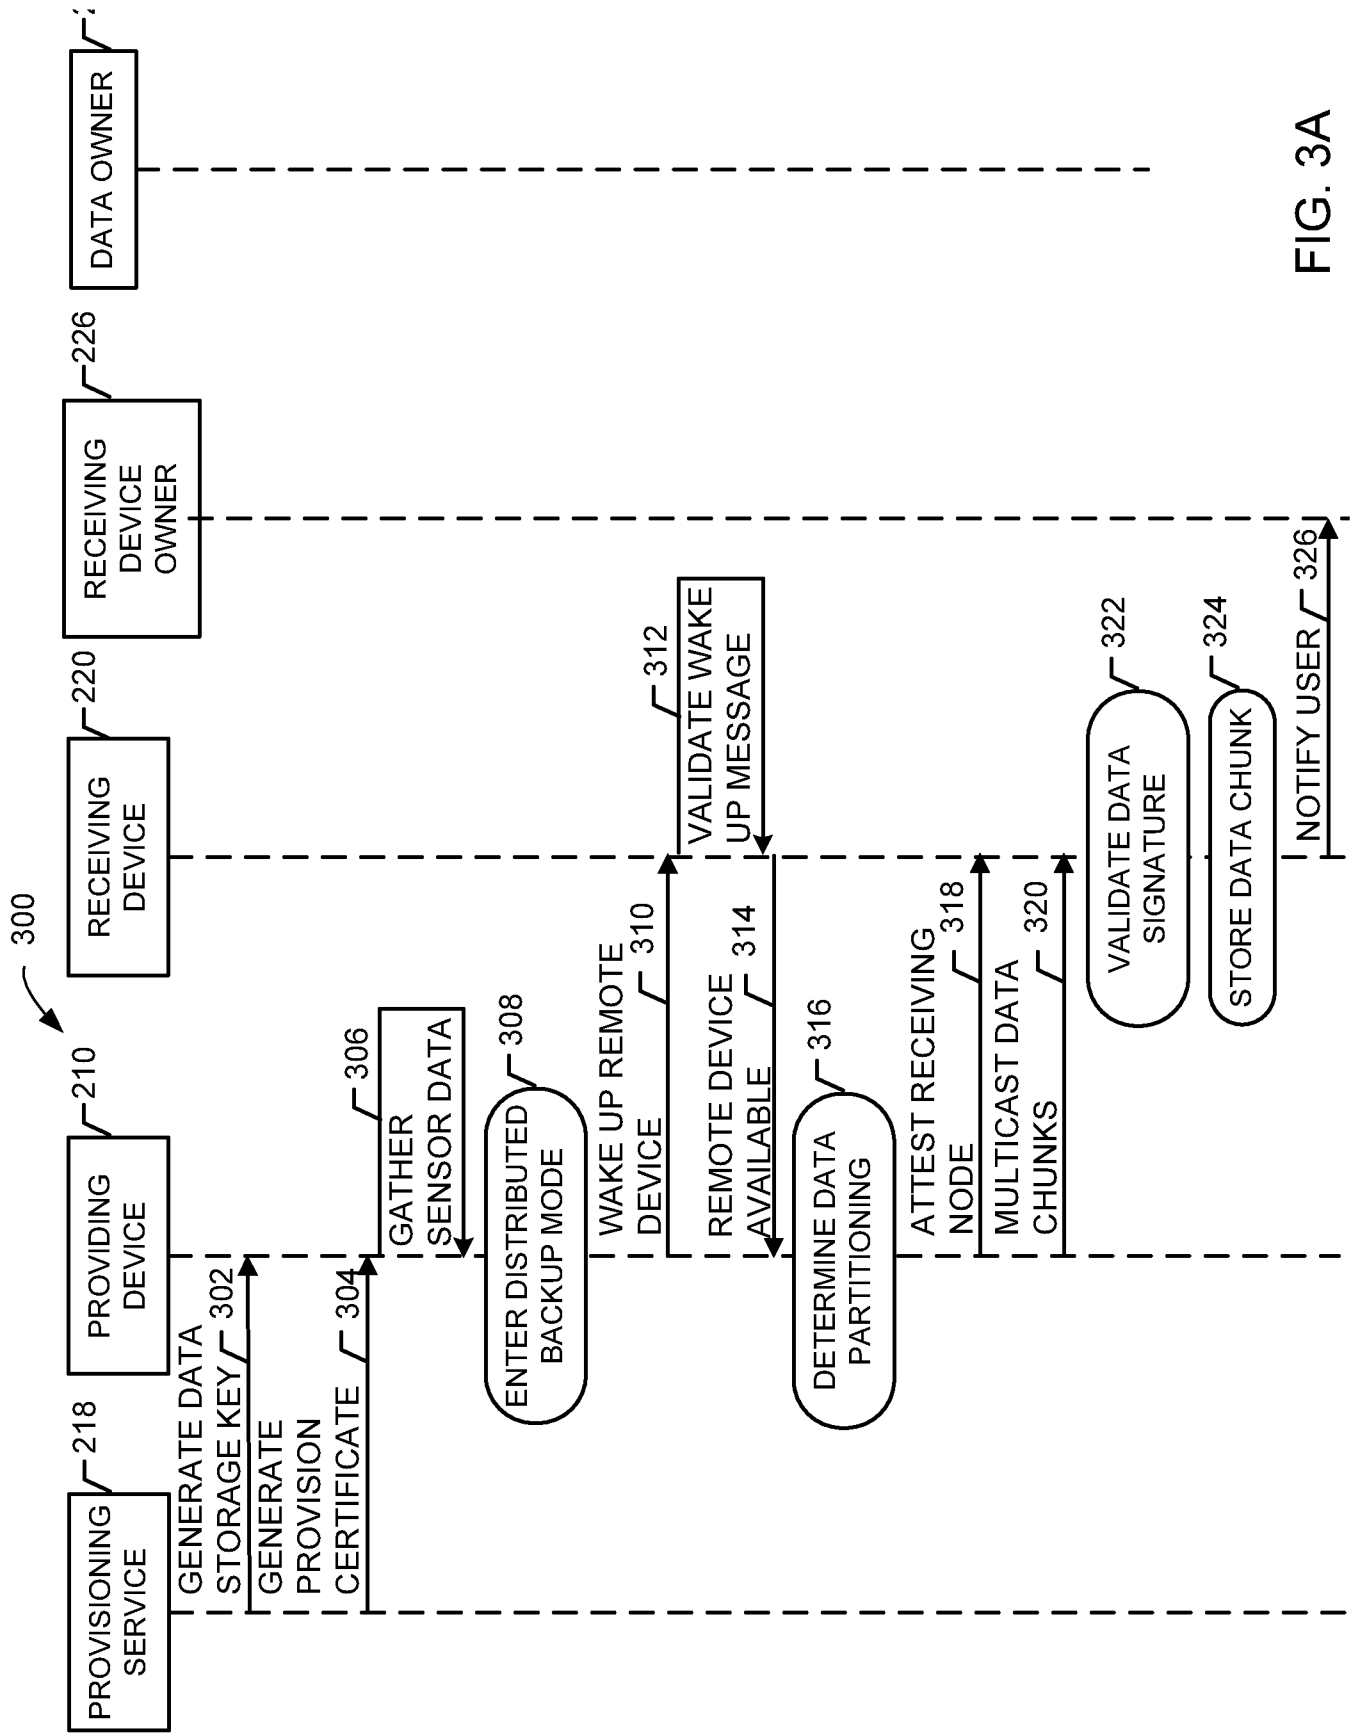 300
PROVISIONING
SERVICE
218
PROVIDING
DEVICE
210
RECEIVING
DEVICE
220
RECEIVING
DEVICE
OWNER
226
DATA OWNER
GENERATE DATA
STORAGE KEY 302
GENERATE
PROVISION
CERTIFICATE 304
306
GATHER
SENSOR DATA
ENTER DISTRIBUTED
BACKUP MODE
308
WAKE UP REMOTE
DEVICE 310
312
VALIDATE WAKE
UP MESSAGE
REMOTE DEVICE
AVAILABLE 314
DETERMINE DATA
PARTITIONING
316
ATTEST RECEIVING
NODE 318
MULTICAST DATA
CHUNKS 320
VALIDATE DATA
SIGNATURE
322
STORE DATA CHUNK
324
NOTIFY USER 326
FIG. 3A